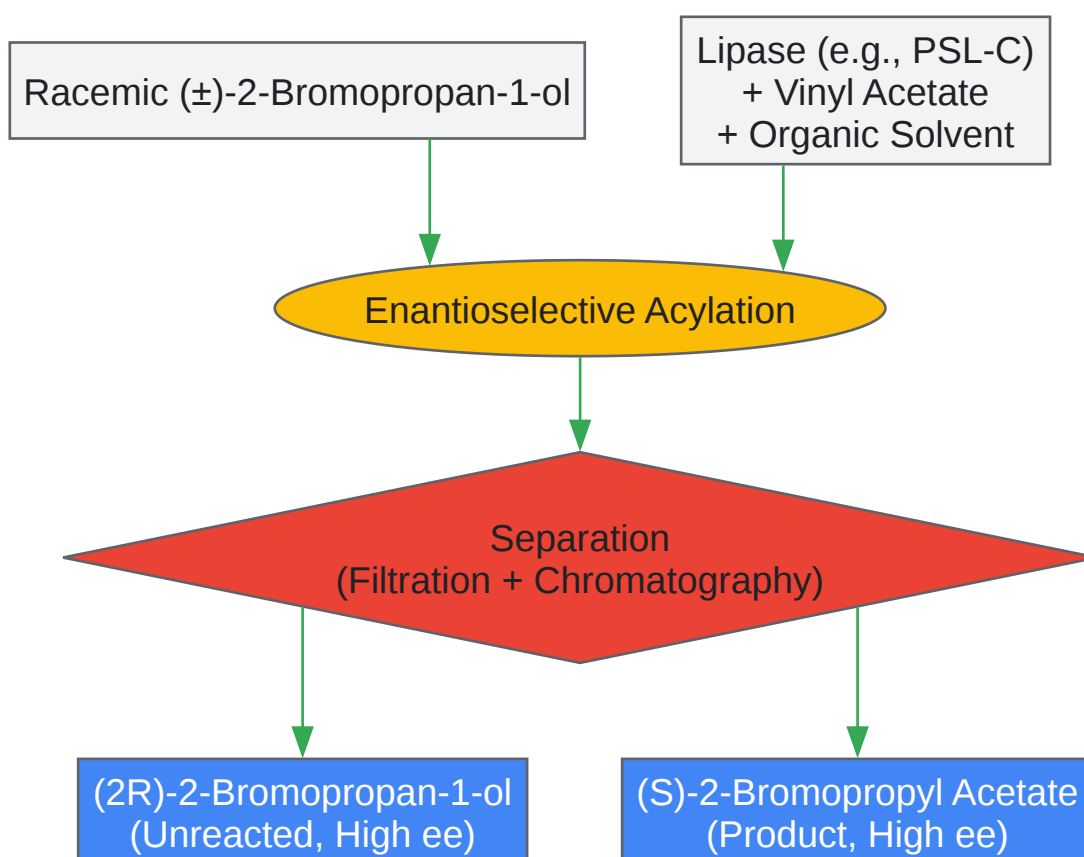 Racemic (±)-2-Bromopropan-1-ol
Lipase (e.g., PSL-C)
+ Vinyl Acetate
+ Organic Solvent
Enantioselective Acylation
Separation
(Filtration + Chromatography)
(2R)-2-Bromopropan-1-ol
(Unreacted, High ee)
(S)-2-Bromopropyl Acetate
(Product, High ee)